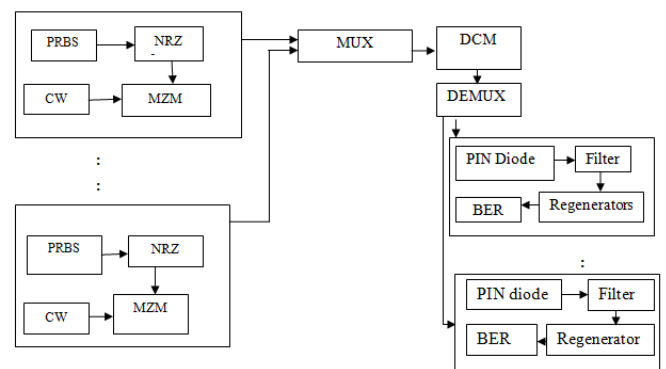 PRBS
NRZ
CW
MZM
:
:
PRBS
NRZ
CW
MZM
MUX
DCM
DEMUX
PIN Diode
Filter
BER
Regenerators
:
PIN diode
Filter
BER
Regenerator